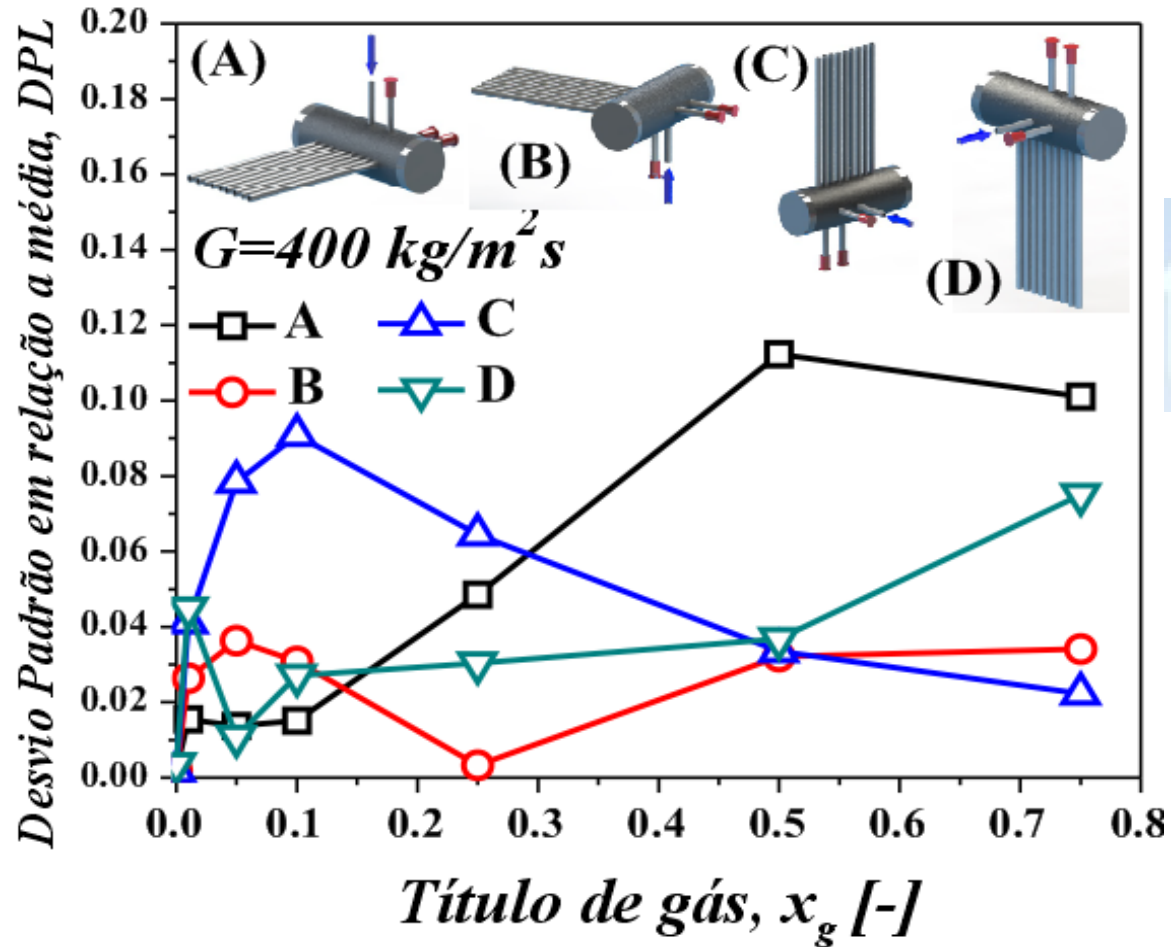 Desvio Padrão em relação a média, DPL
0.20
0.18
0.16
0.14
0.12
0.10
0.08
0.06
0.04
0.02
0.00
(A)
(B)
(C)
(D)
G=400 kg/m²s
A
C
B
D
0.0 0.1 0.2 0.3 0.4 0.5 0.6 0.7 0.8
Título de gás, x_g [-]